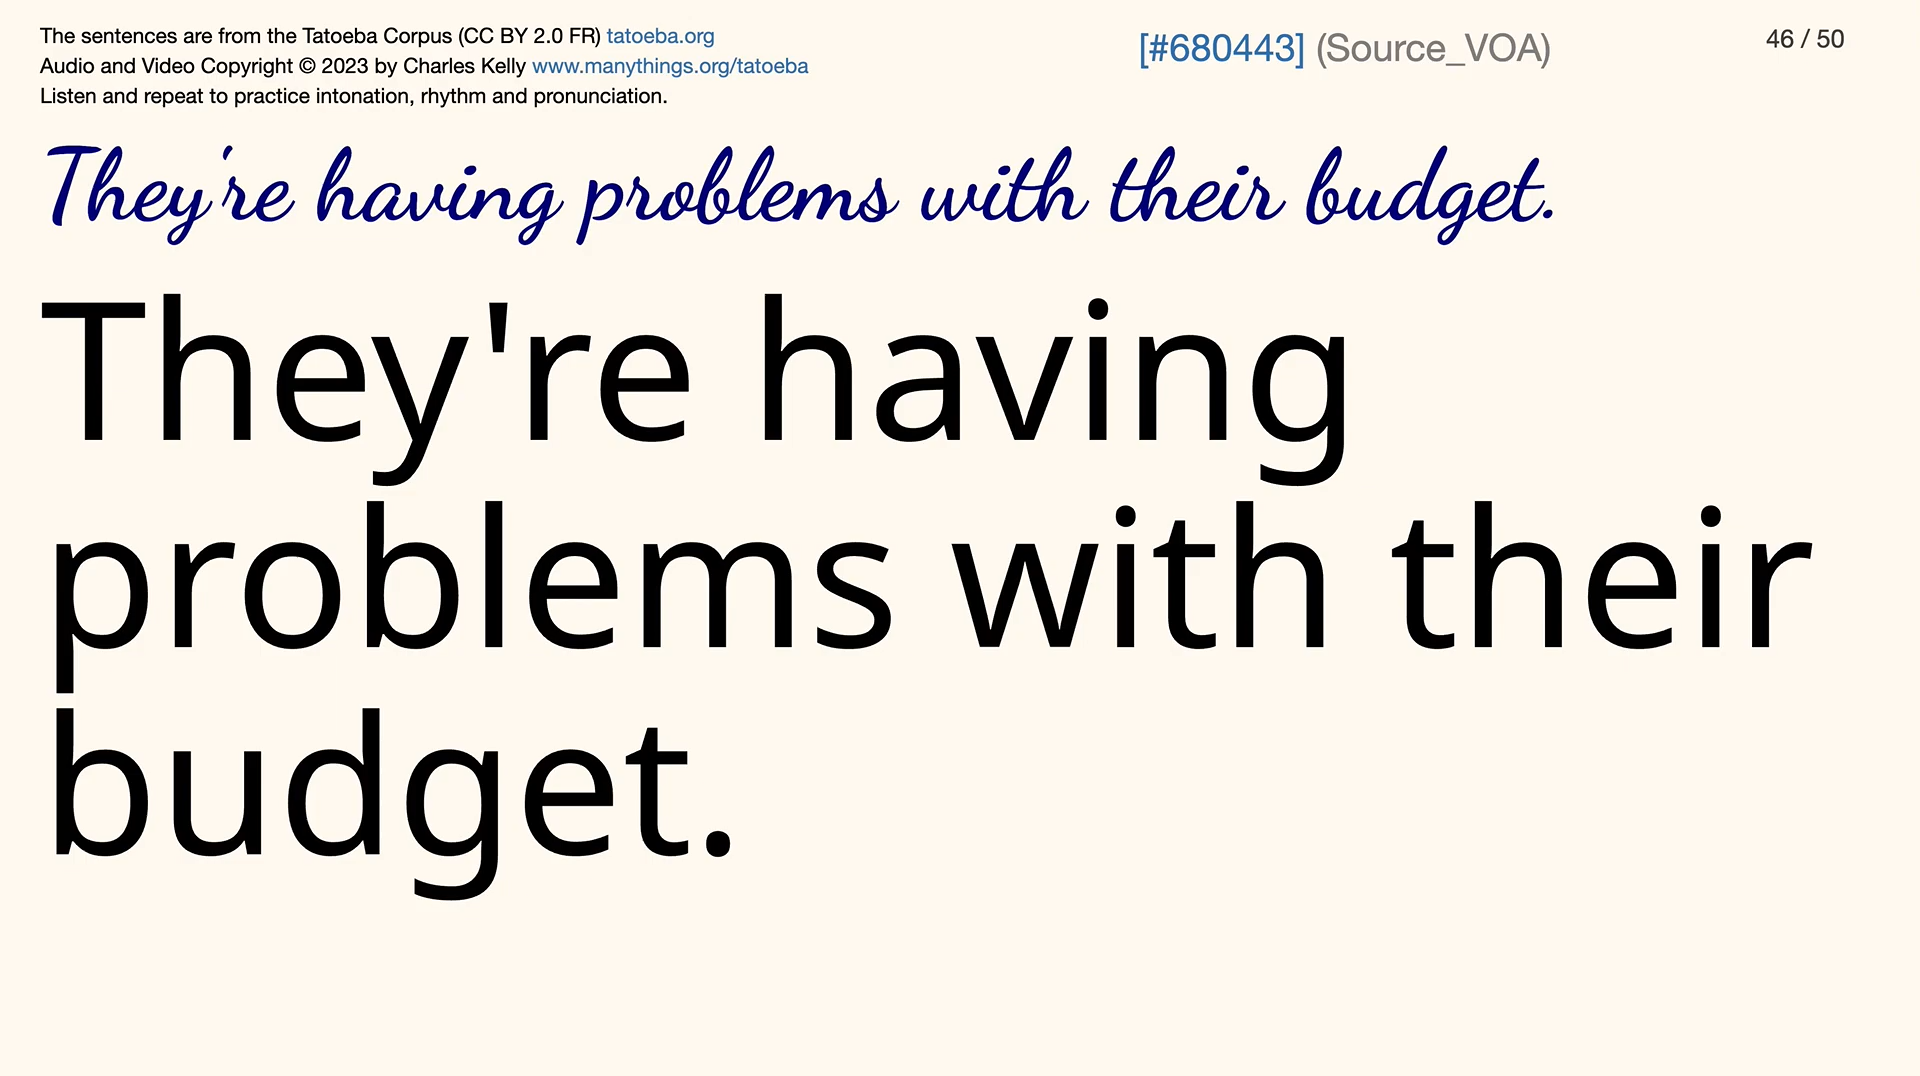 The sentences are from the Tatoeba Corpus (CC BY 2.0 FR) tatoeba.org
Audio and Video Copyright © 2023 by Charles Kelly www.manythings.org/tatoeba
Listen and repeat to practice intonation, rhythm and pronunciation.
[#680443] (Source_VOA)
46 / 50
They're having problems with their budget.
They're having
problems with their
budget.